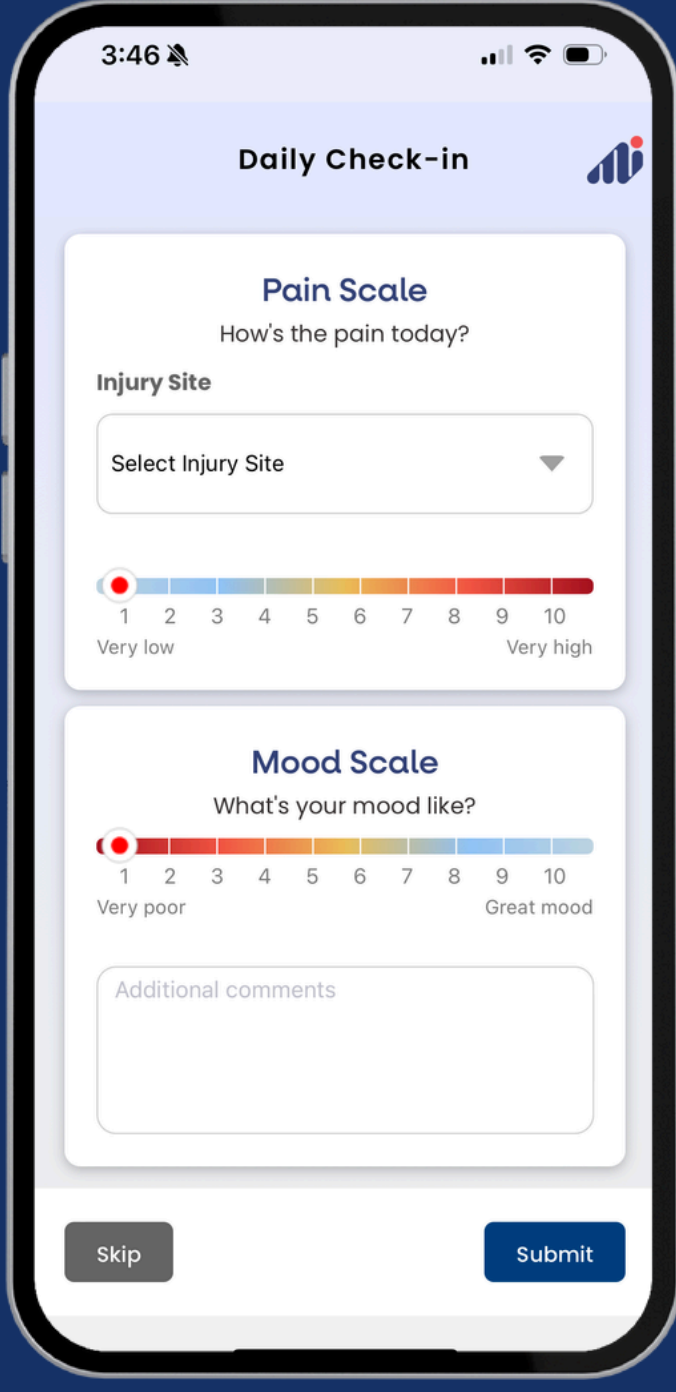 3:46
Daily Check-in
Pain Scale
How's the pain today?
Injury Site
Select Injury Site
1 2 3 4 5 6 7 8 9 10
Very low Very high
Mood Scale
What's your mood like?
1 2 3 4 5 6 7 8 9 10
Very poor Great mood
Additional comments
Skip Submit